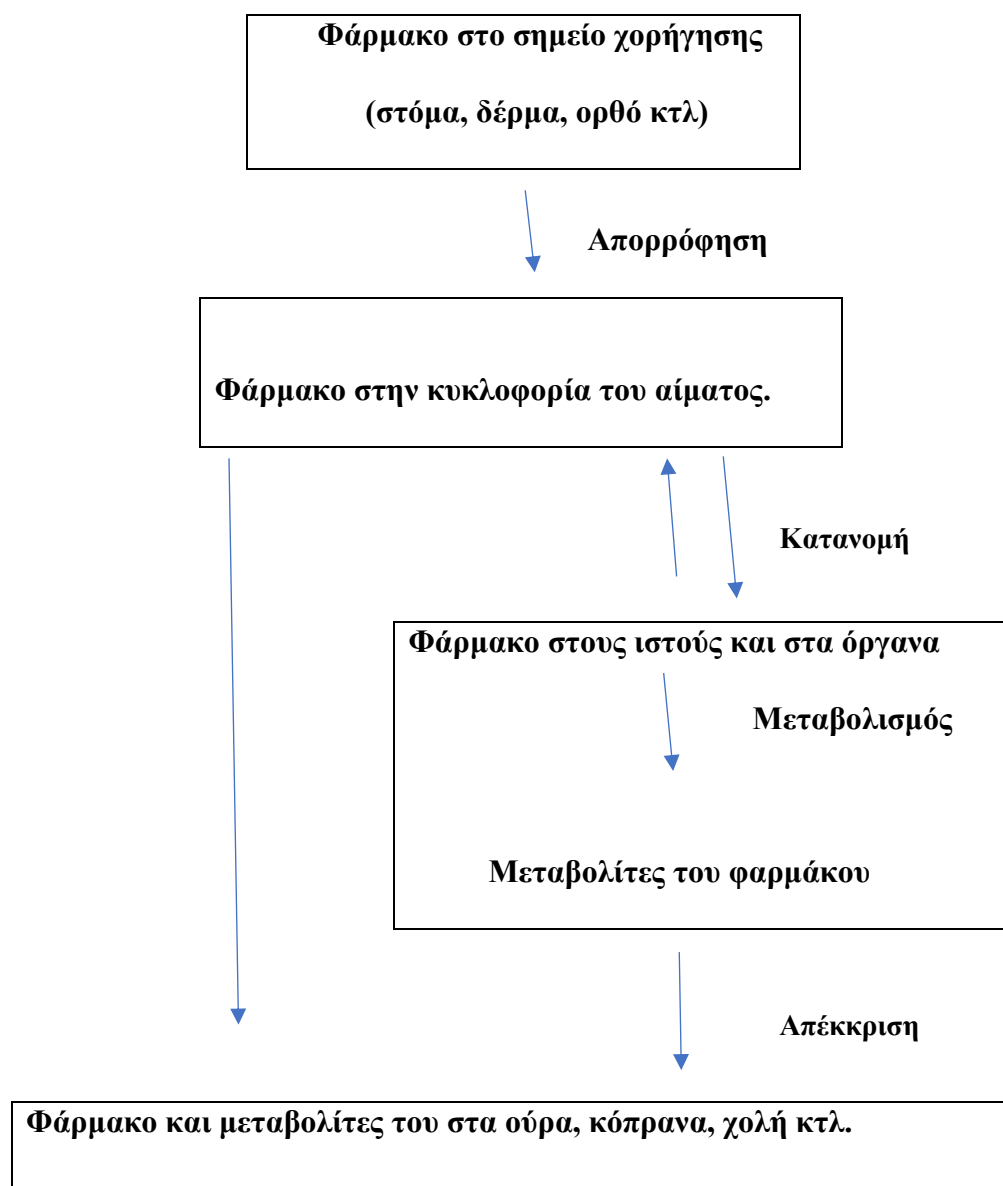 Φάρμακο στο σημείο χορήγησης
(στόμα, δέρμα, ορθό κτλ)
Απορρόφηση
Φάρμακο στην κυκλοφορία του αίματος.
Κατανομή
Φάρμακο στους ιστούς και στα όργανα
Μεταβολισμός
Μεταβολίτες του φαρμάκου
Απέκκριση
Φάρμακο και μεταβολίτες του στα ούρα, κόπρανα, χολή κτλ.